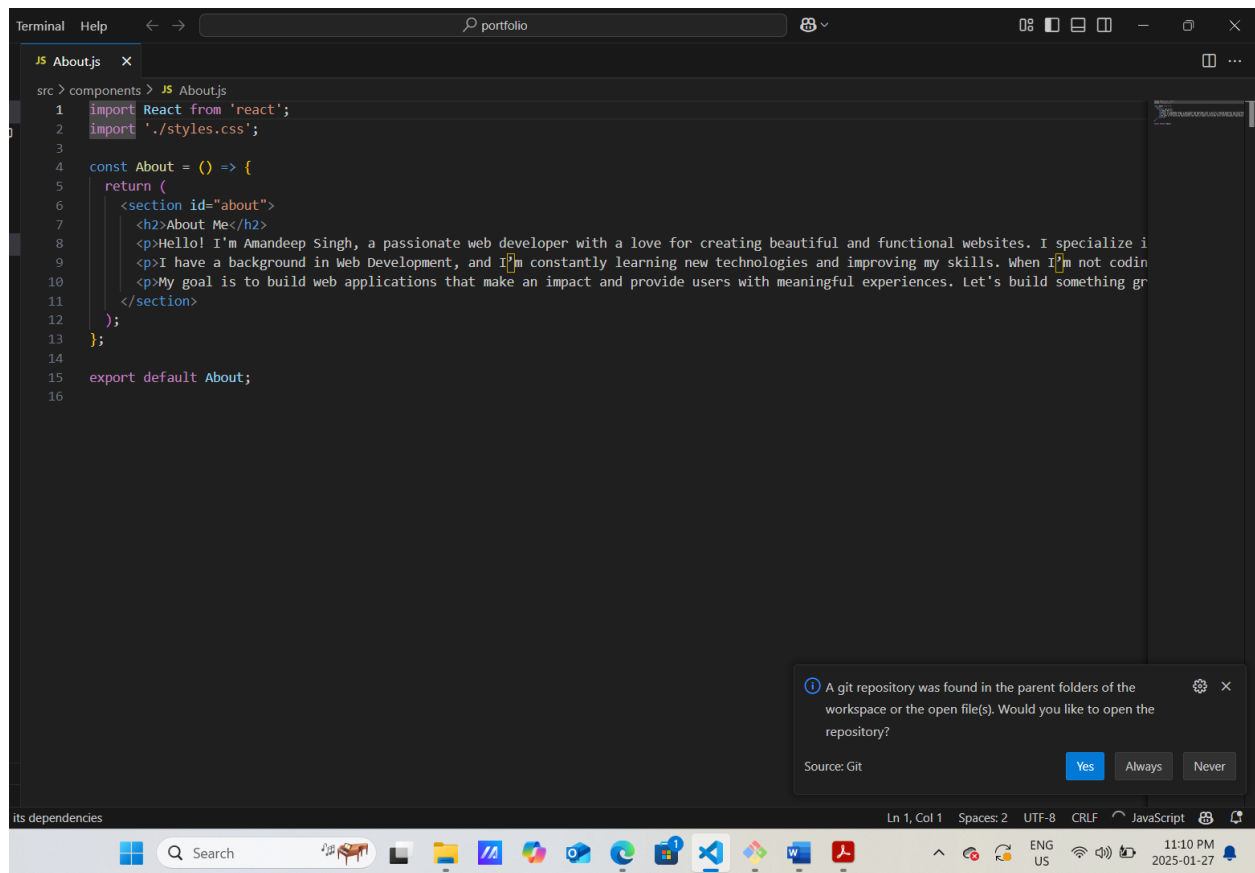 Terminal Help portfolio
JS About.js
src > components > JS About.js
1 import React from 'react';
2 import './styles.css';
3
4 const About = () => {
5 return (
6 <section id="about">
7 <h2>About Me</h2>
8 <p>Hello! I'm Amandeep Singh, a passionate web developer with a love for creating beautiful and functional websites. I specialize i
9 <p>I have a background in Web Development, and I’m constantly learning new technologies and improving my skills. When I’m not codin
10 <p>My goal is to build web applications that make an impact and provide users with meaningful experiences. Let's build something gr
11 </section>
12 );
13 };
14
15 export default About;
16
A git repository was found in the parent folders of the
workspace or the open file(s). Would you like to open the
repository?
Source: Git Yes Always Never
its dependencies Ln 1, Col 1 Spaces: 2 UTF-8 CRLF JavaScript
Search 1 W ENG 11:10 PM
US 2025-01-27